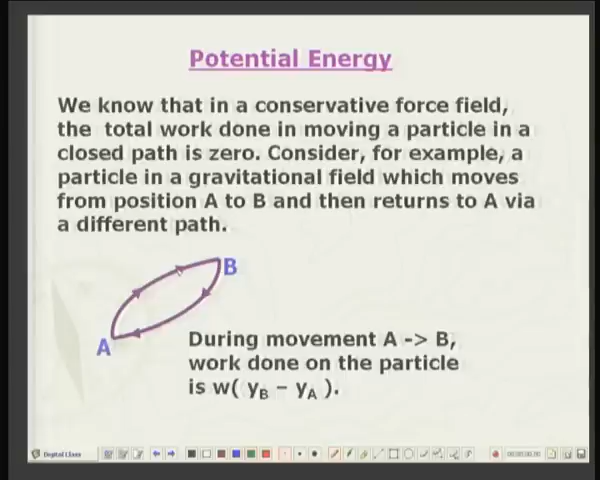 Potential Energy
We know that in a conservative force field,
the total work done in moving a particle in a
closed path is zero. Consider, for example, a
particle in a gravitational field which moves
from position A to B and then returns to A via
a different path.
B
A
During movement A -> B,
work done on the particle
is w( yB – yA ).
Digital Class